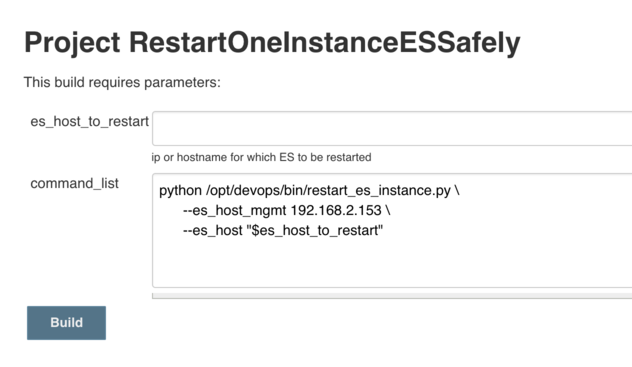 Project RestartOneInstanceESSafely
This build requires parameters:
es_host_to_restart
ip or hostname for which ES to be restarted
command_list
python /opt/devops/bin/restart_es_instance.py \
--es_host_mgmt 192.168.2.153 \
--es_host "$es_host_to_restart"
Build